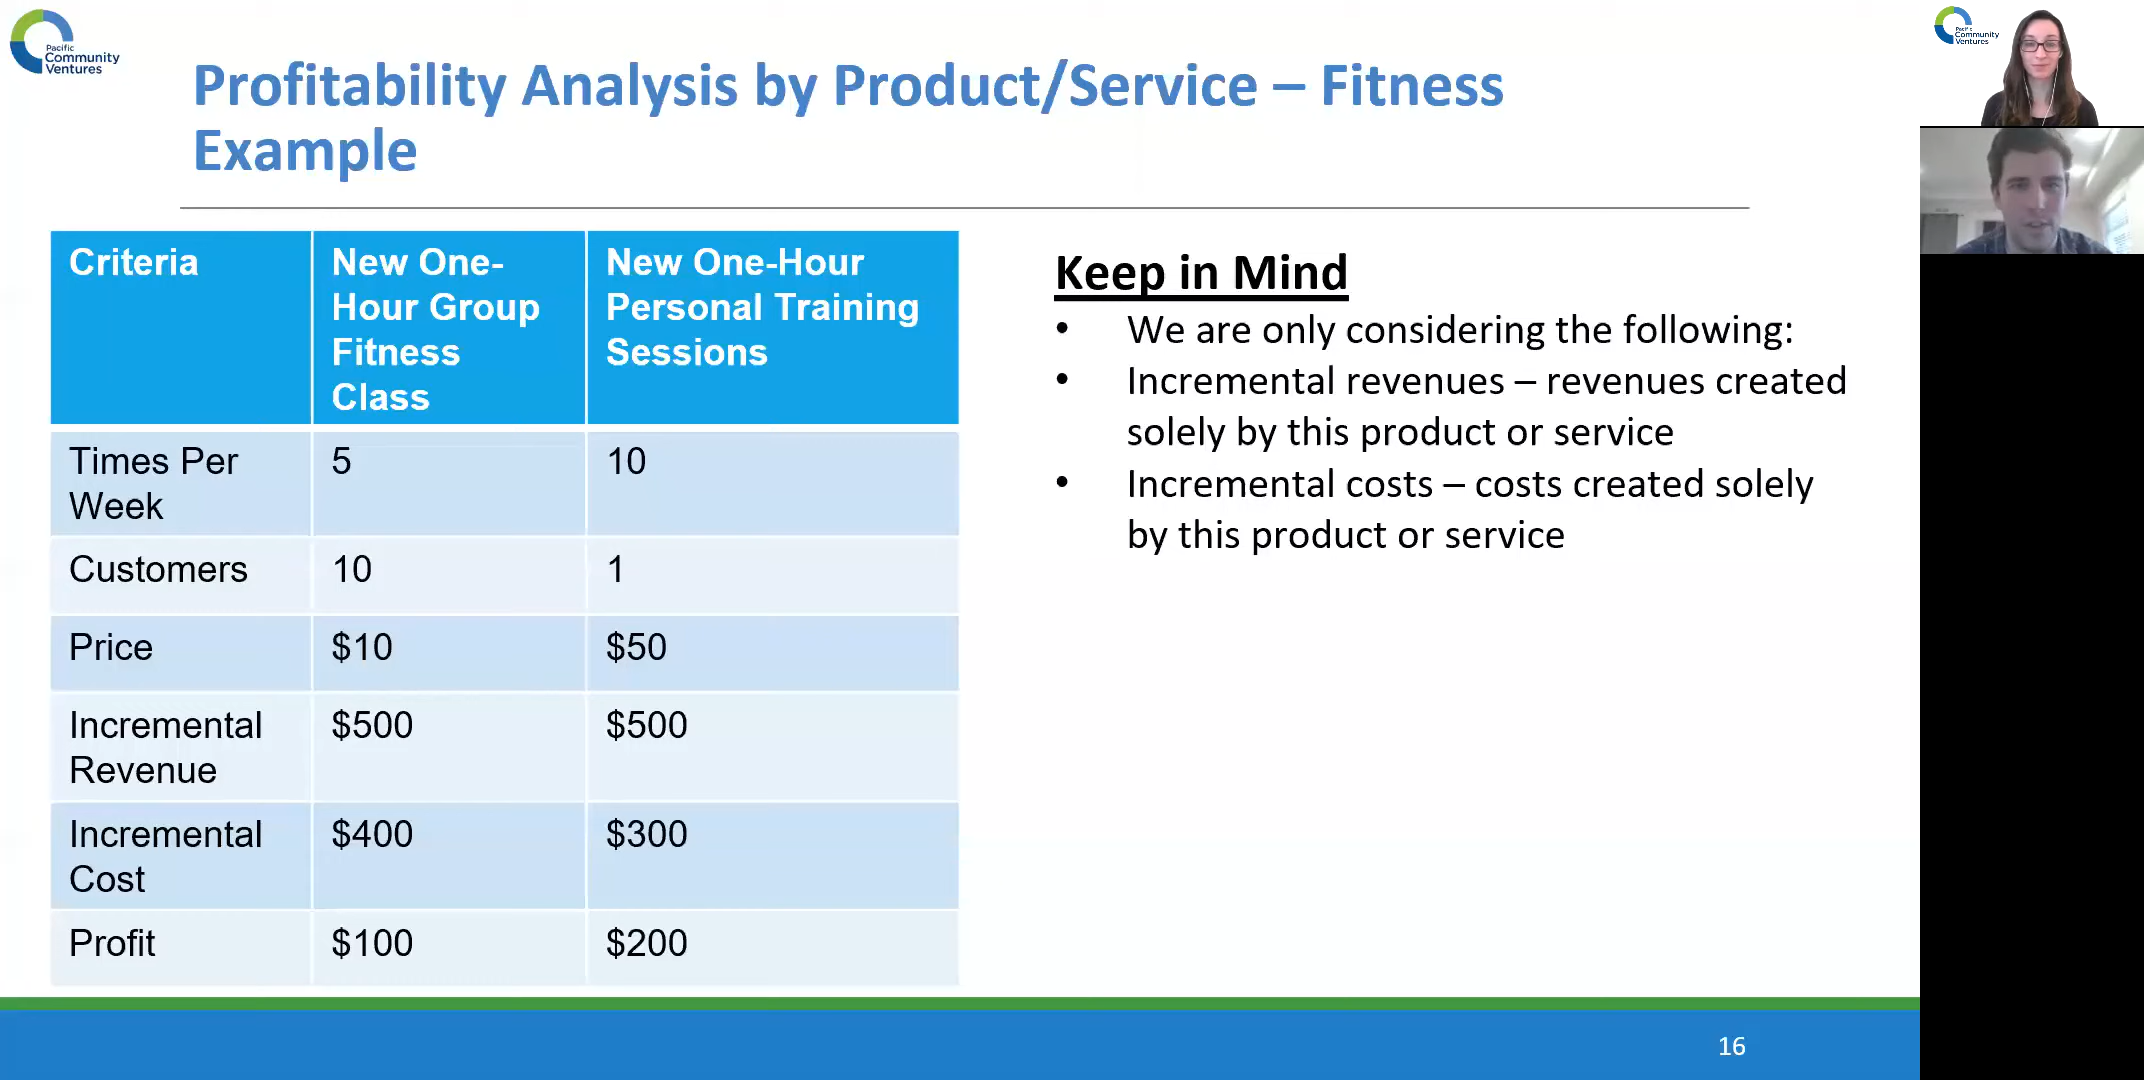 Pacific
Community
Ventures
Profitability Analysis by Product/Service – Fitness
Example
Criteria
New One-
Hour Group
Fitness
Class
New One-Hour
Personal Training
Sessions
Times Per
Week
5
10
Customers
10
1
Price
$10
$50
Incremental
Revenue
$500
$500
Incremental
Cost
$400
$300
Profit
$100
$200
Keep in Mind
• We are only considering the following:
• Incremental revenues – revenues created
solely by this product or service
• Incremental costs – costs created solely
by this product or service
16
Pacific
Community
Ventures